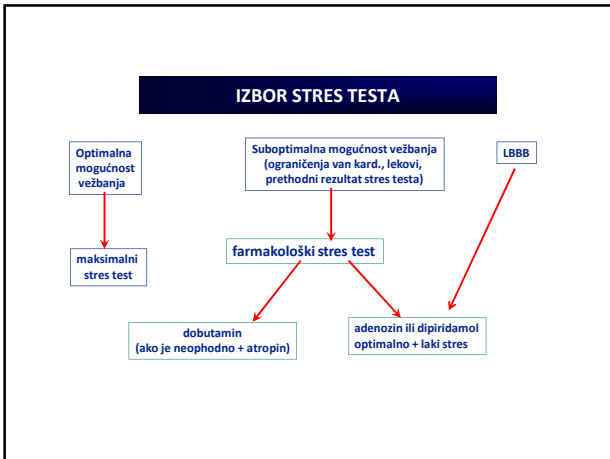 IZBOR STRES TESTA
Optimalna
mogućnost
vežbanja
Suboptimalna mogućnost vežbanja
(ograničenja van kard., lekovi,
prethodni rezultat stres testa)
LBBB
maksimalni
stres test
farmakološki stres test
dobutamin
(ako je neophodno + atropin)
adenozin ili dipiridamol
optimalno + laki stres